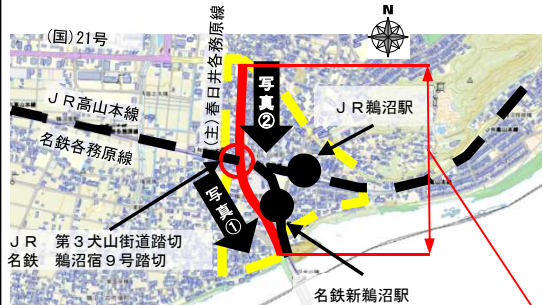 N
(国)21号
(主)春日井各務原線
写真②
JR高山本線
JR鵜沼駅
名鉄各務原線
写真①
JR 第3犬山街道踏切
名鉄 鵜沼宿9号踏切
名鉄新鵜沼駅